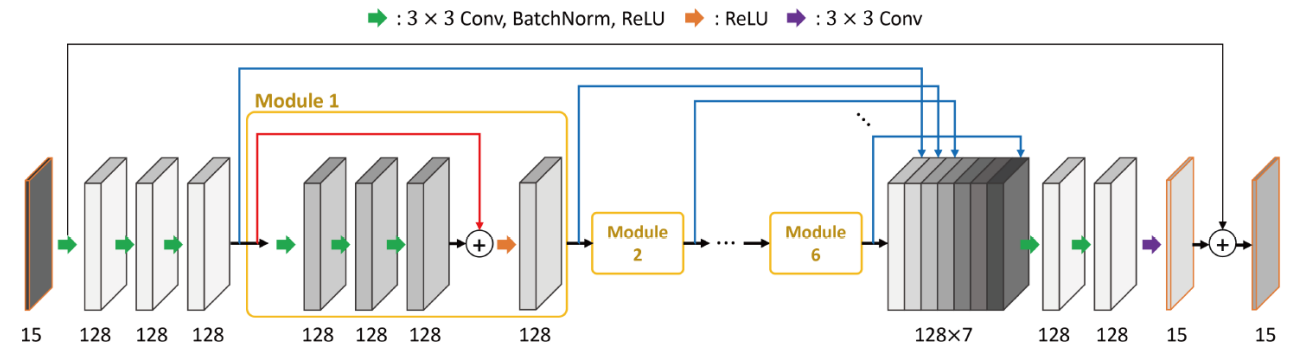 : 3 × 3 Conv, BatchNorm, ReLU : ReLU : 3 × 3 Conv
Module 1
+
Module 2
...
Module 6
+
15 128 128 128 128 128 128 128 128×7 128 128 15 15